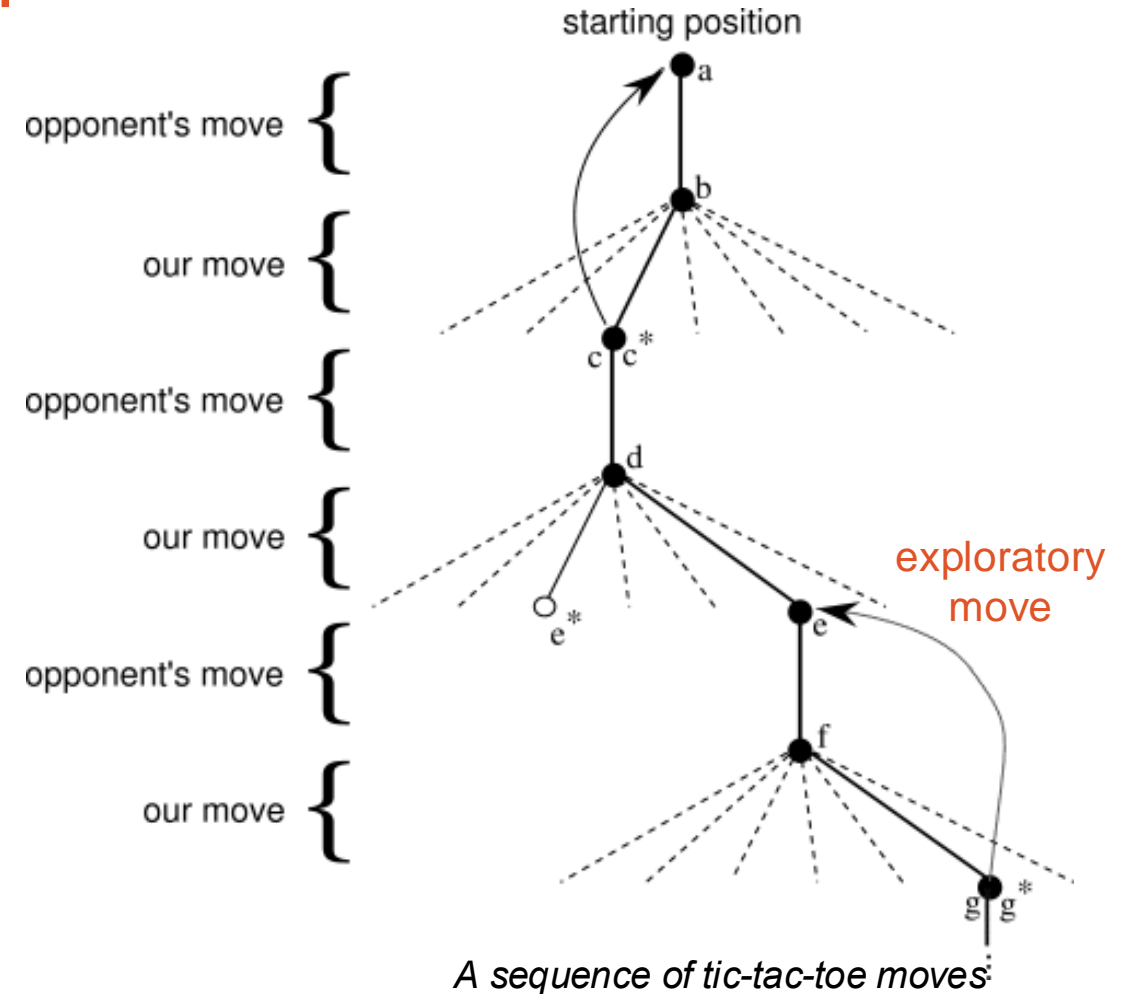 starting position
a
opponent's move {
b
our move {
c c*
opponent's move {
d
our move {
exploratory
move
e*
e
opponent's move {
f
our move {
g g*
A sequence of tic-tac-toe moves